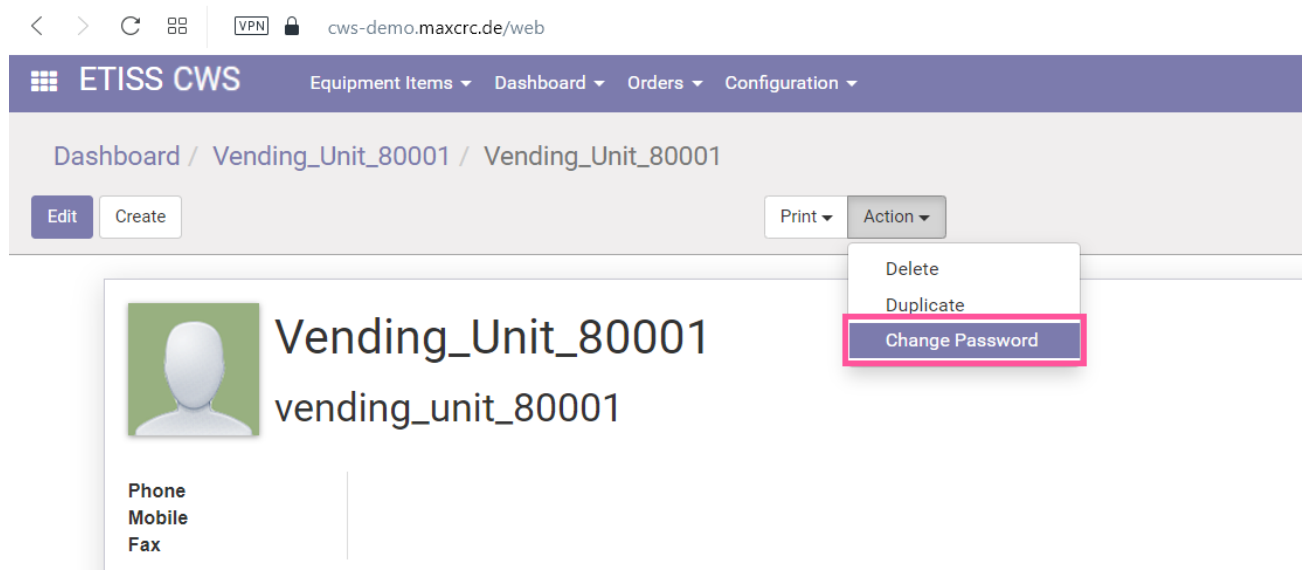 VPN cws-demo.maxcrc.de/web
ETISS CWS Equipment Items Dashboard Orders Configuration
Dashboard / Vending_Unit_80001 / Vending_Unit_80001
Edit Create Print Action
Delete
Duplicate
Change Password
Vending_Unit_80001
vending_unit_80001
Phone
Mobile
Fax